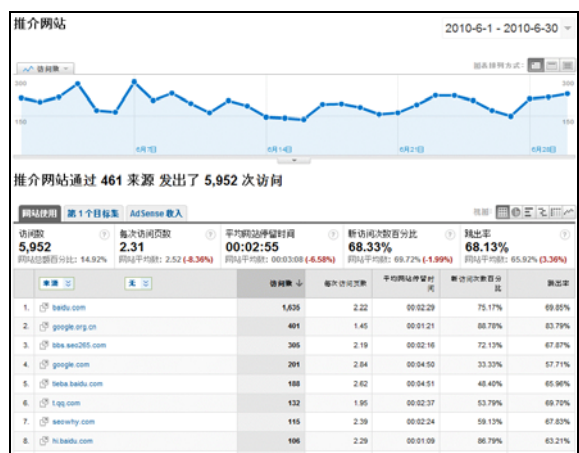 推介网站
2010-6-1 - 2010-6-30
图表排列方式:
访问数
300 300
150 150
6月7日 6月14日 6月21日 6月28日
推介网站通过 461 来源 发出了 5,952 次访问
网站使用 第 1 个目标集 AdSense 收入 视图:
访问数 每次访问页数 平均网站停留时间 新访问次数百分比 跳出率
5,952 2.31 00:02:55 68.33% 68.13%
网站总额百分比: 14.92% 网站平均数: 2.52 (-8.36%) 网站平均数: 00:03:08 (-6.58%) 网站平均数: 69.72% (-1.99%) 网站平均数: 65.92% (3.36%)
来源 无 访问数 每次访问页数 平均网站停留时间 新访问次数百分比 跳出率
1. baidu.com 1,635 2.22 00:02:29 75.17% 69.85%
2. google.org.cn 401 1.45 00:01:21 88.78% 83.79%
3. bbs.seo265.com 305 2.19 00:02:16 72.13% 67.87%
4. google.com 201 2.84 00:04:50 33.33% 57.71%
5. tieba.baidu.com 188 2.62 00:04:51 48.40% 65.96%
6. t.qq.com 132 1.95 00:02:37 53.79% 69.70%
7. seowhy.com 115 2.39 00:02:24 59.13% 67.83%
8. hi.baidu.com 106 2.29 00:01:09 86.79% 63.21%